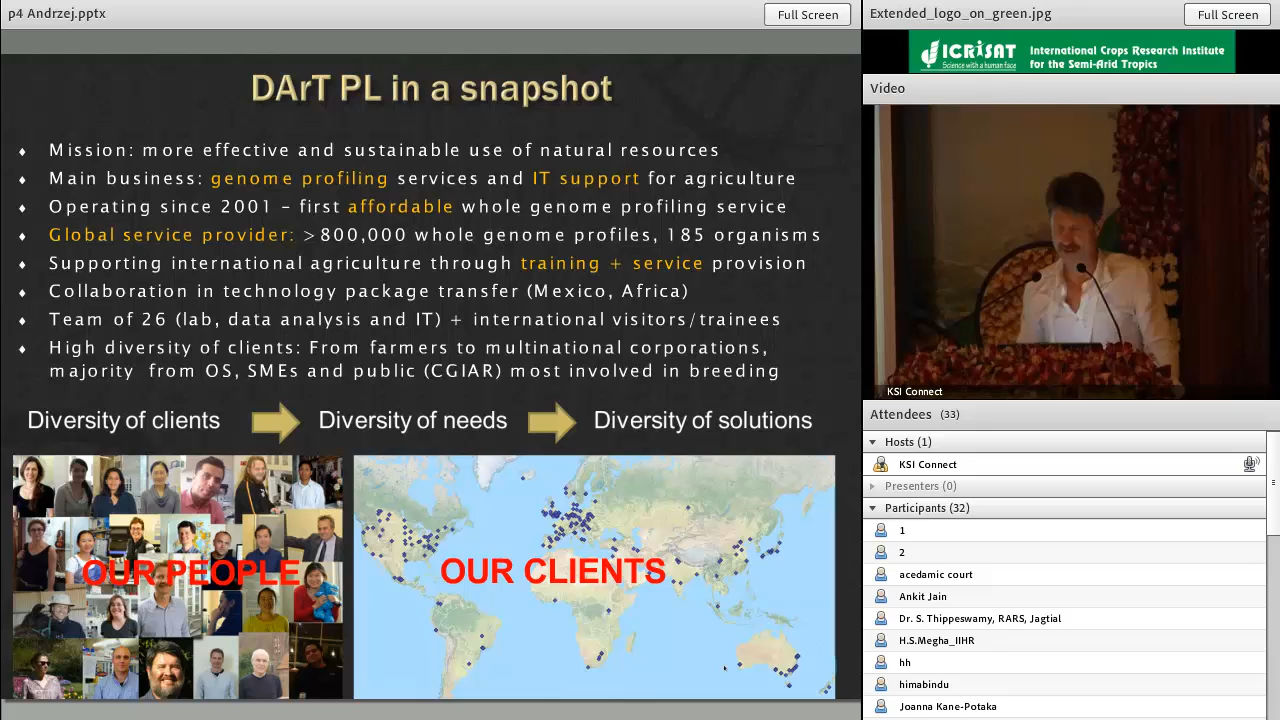 p4 Andrzej.pptx
Full Screen
DArT PL in a snapshot
Mission: more effective and sustainable use of natural resources
Main business: genome profiling services and IT support for agriculture
Operating since 2001 – first affordable whole genome profiling service
Global service provider: >800,000 whole genome profiles, 185 organisms
Supporting international agriculture through training + service provision
Collaboration in technology package transfer (Mexico, Africa)
Team of 26 (lab, data analysis and IT) + international visitors/trainees
High diversity of clients: From farmers to multinational corporations,
majority from OS, SMEs and public (CGIAR) most involved in breeding
Diversity of clients
Diversity of needs
Diversity of solutions
OUR PEOPLE
OUR CLIENTS
Extended_logo_on_green.jpg
Full Screen
ICRISAT
Science with a human face
International Crops Research Institute
for the Semi-Arid Tropics
Video
KSI Connect
Attendees (33)
Hosts (1)
KSI Connect
Presenters (0)
Participants (32)
1
2
acedamic court
Ankit Jain
Dr. S. Thippeswamy, RARS, Jagtial
H.S.Megha_IIHR
hh
himabindu
Joanna Kane-Potaka